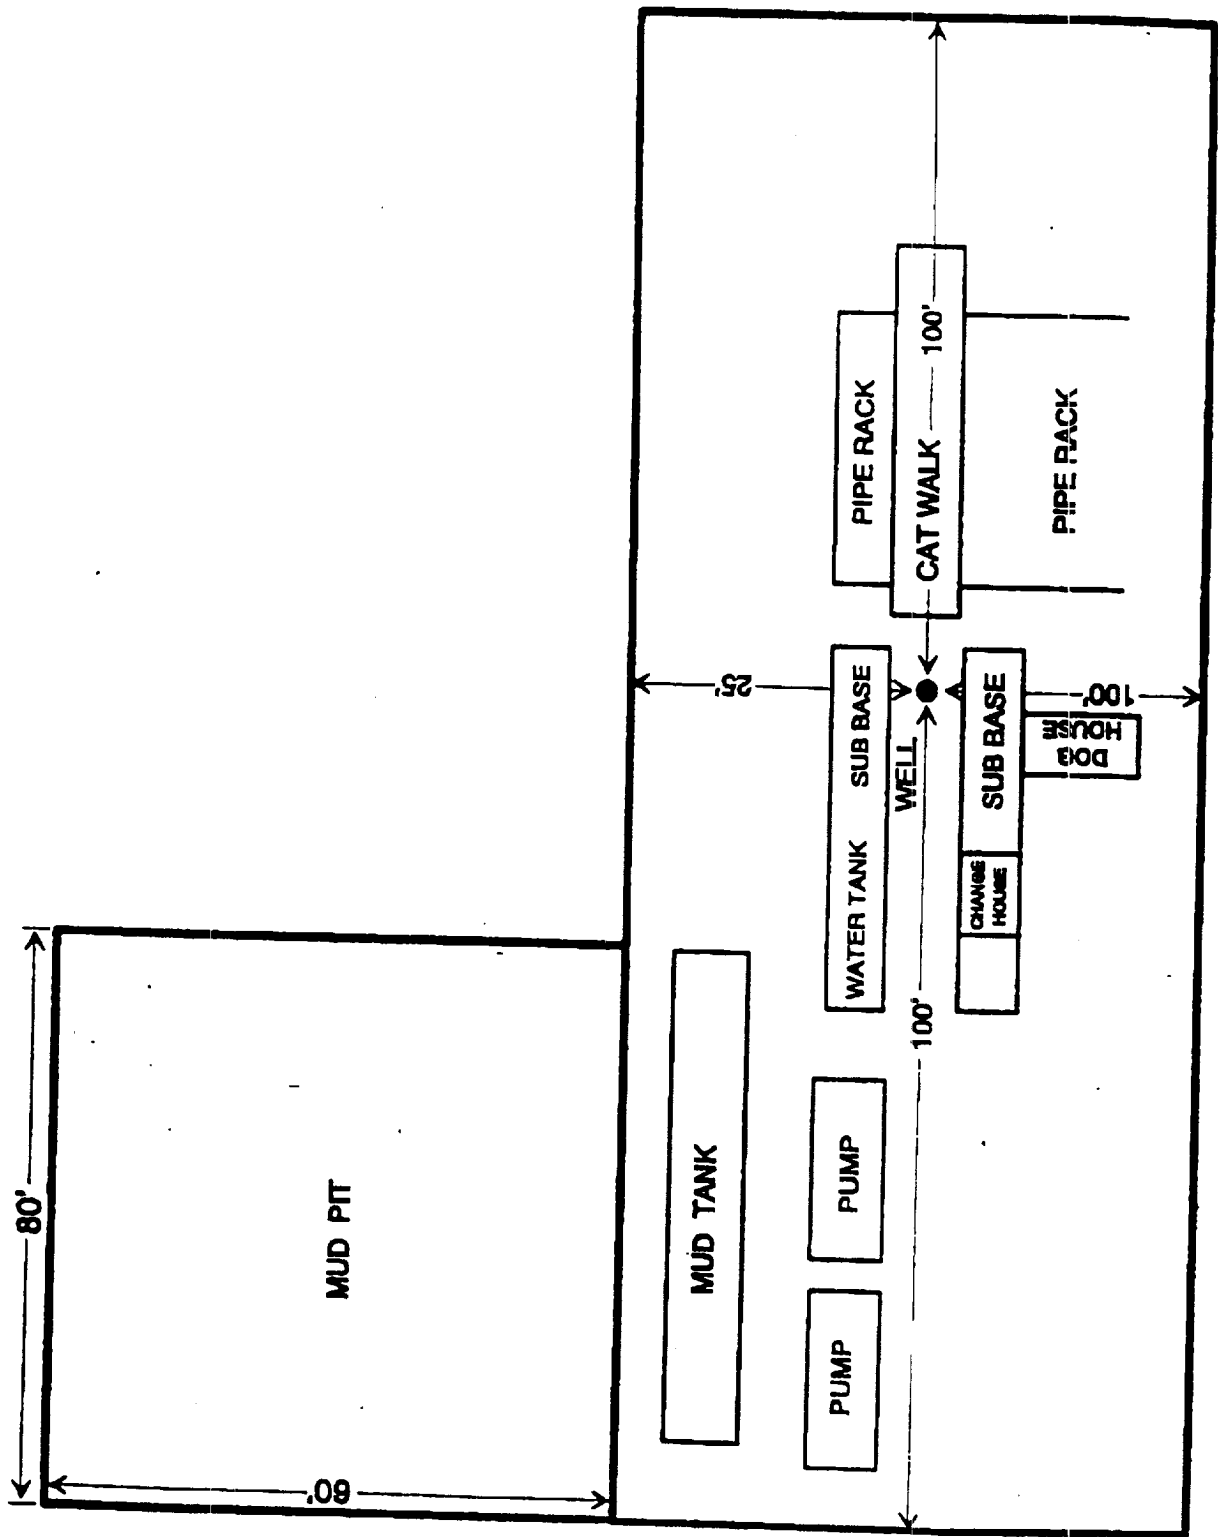 80'
60'
MUD PIT
MUD TANK
PUMP
PUMP
100'
WATER TANK SUB BASE
WELL
25'
CHANGE
HOUSE
SUB BASE
DOG
HOUSE
100'
PIPE RACK
CAT WALK 100'
PIPE RACK